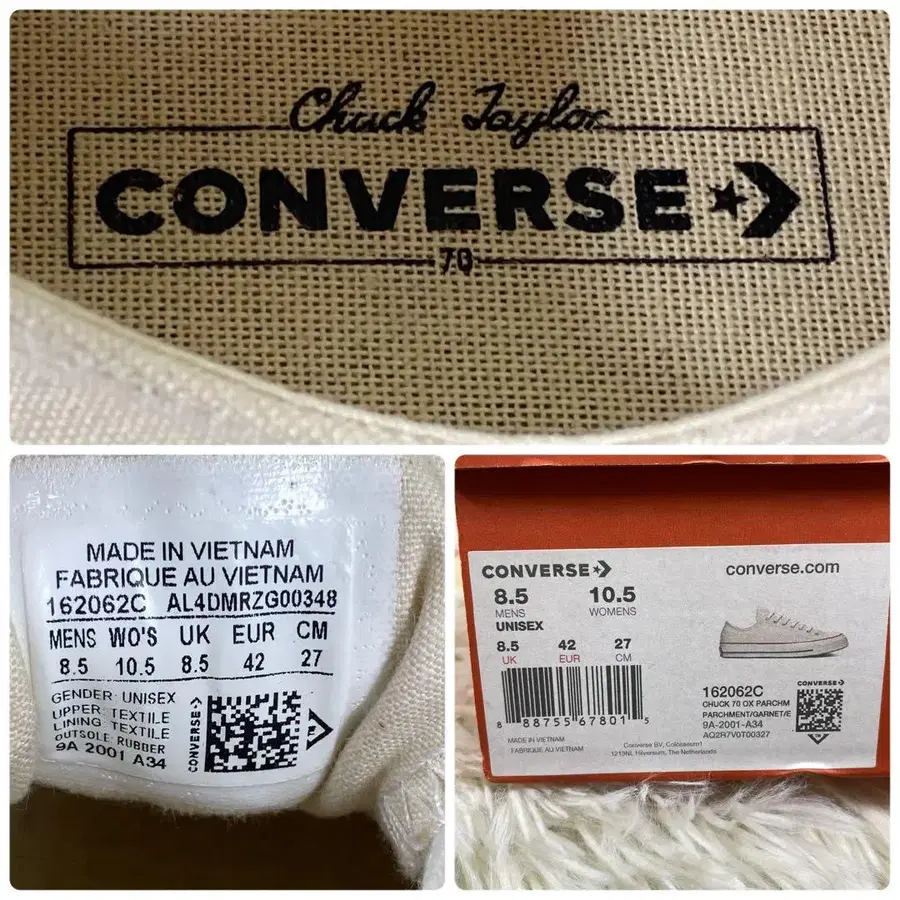 Chuck Taylor
CONVERSE
70
MADE IN VIETNAM
FABRIQUE AU VIETNAM
162062C AL4DMRZG00348
MENS WO'S UK EUR CM
8.5 10.5 8.5 42 27
GENDER: UNISEX
UPPER: TEXTILE
LINING: TEXTILE
OUTSOLE: RUBBER
9A 2001 A34
CONVERSE
CONVERSE
converse.com
8.5 10.5
MENS WOMENS
UNISEX
8.5 42 27
UK EUR CM
8 88755 67801 5
162062C
CHUCK 70 OX PARCHM
PARCHMENT/GARNET/E
9A-2001-A34
AQ2R7V0T00327
CONVERSE
MADE IN VIETNAM
FABRIQUÉ AU VIETNAM
Converse BV, Colosseum1
1213NL Hilversum, The Netherlands